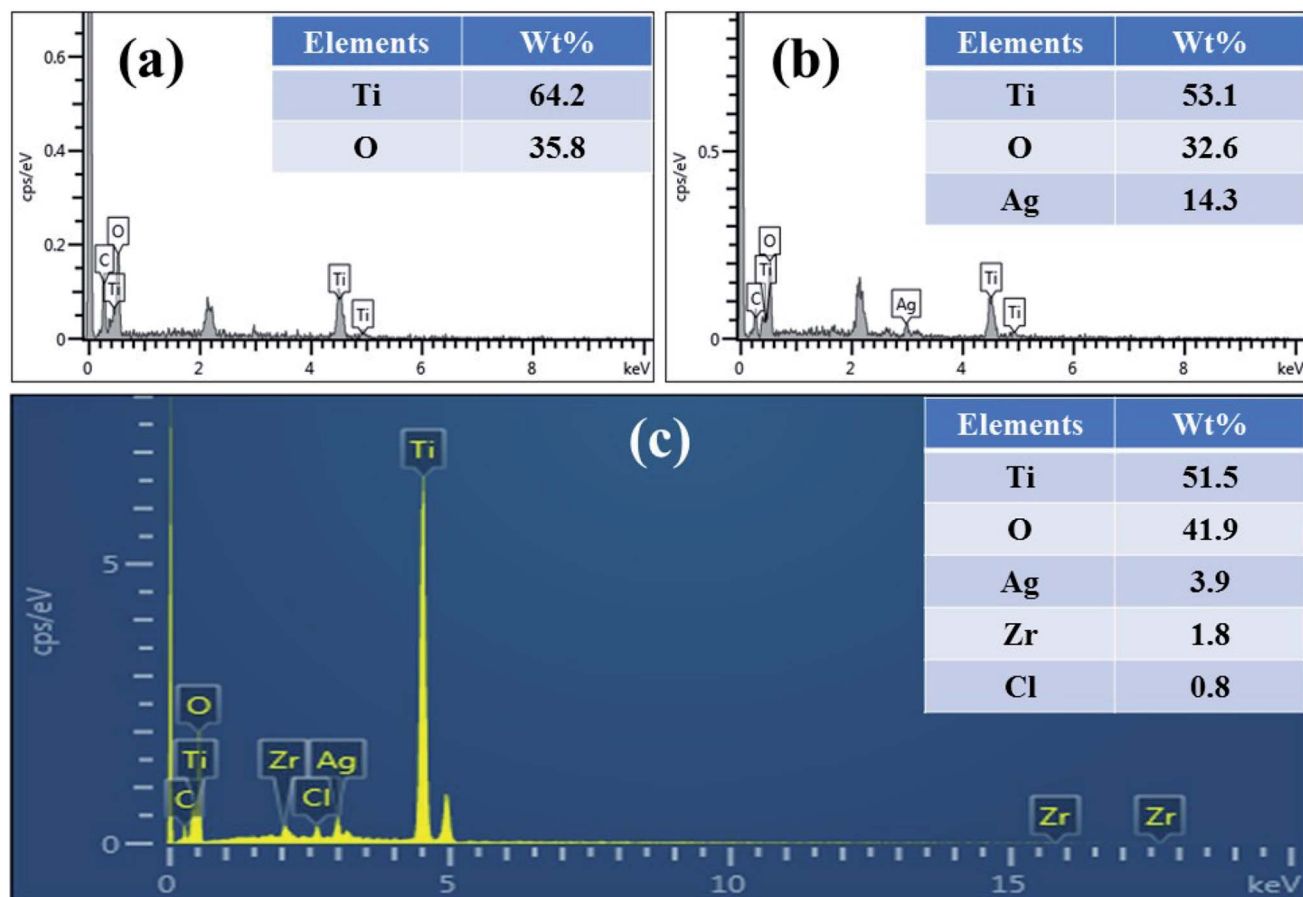 (a)
Elements Wt%
Ti 64.2
O 35.8
cps/eV
0.6
0.4
0.2
0
O
C
Ti
Ti
Ti
0 2 4 6 8 keV
(b)
Elements Wt%
Ti 53.1
O 32.6
Ag 14.3
cps/eV
0.5
0
O
Ti
C
Ag
Ti
Ti
0 2 4 6 8 keV
(c)
Elements Wt%
Ti 51.5
O 41.9
Ag 3.9
Zr 1.8
Cl 0.8
cps/eV
5
0
Ti
O
Ti Zr Ag
C Cl
Zr Zr
0 5 10 15 keV